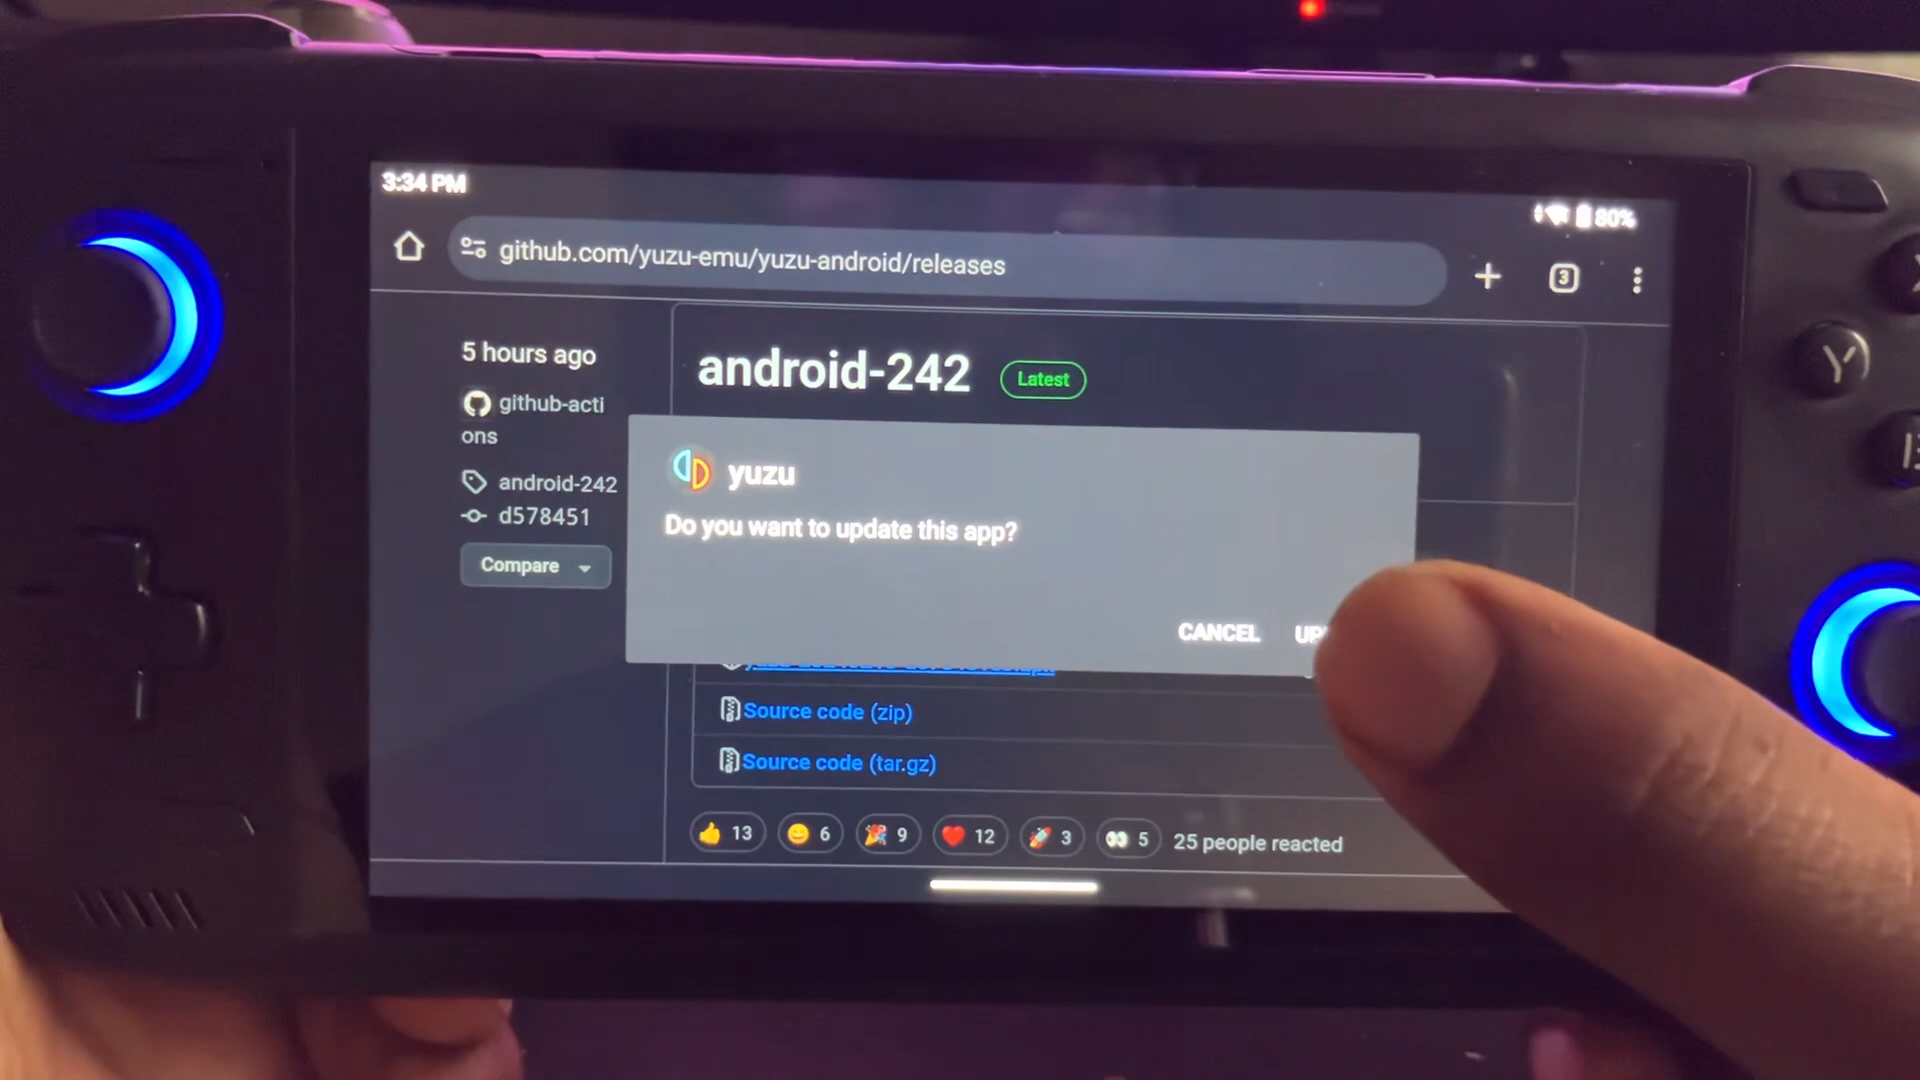 3:34 PM
80%
github.com/yuzu-emu/yuzu-android/releases
3
5 hours ago
android-242
Latest
github-acti
ons
android-242
d578451
Compare
yuzu
Do you want to update this app?
CANCEL
Source code (zip)
Source code (tar.gz)
13
6
9
12
3
5
25 people reacted
Y